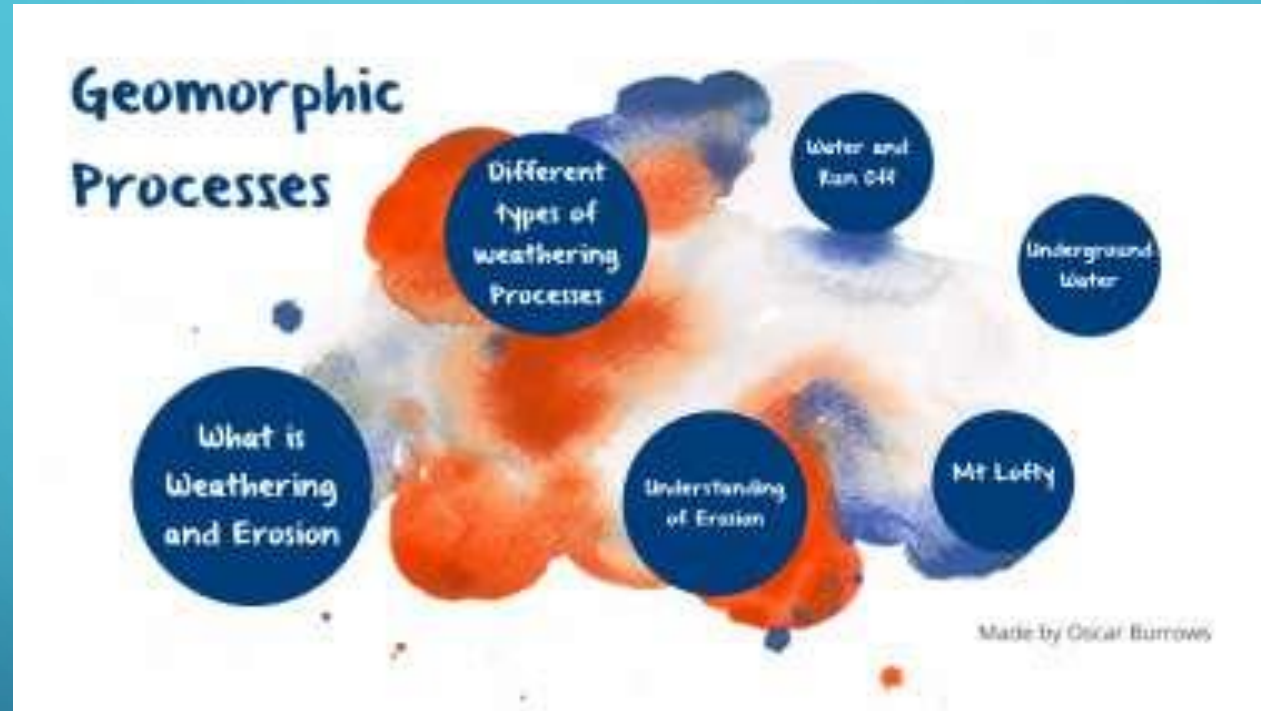 Geomorphic
Processes
Different
types of
weathering
Processes
Water and
Run Off
Underground
Water
What is
Weathering
and Erosion
Understanding
of Erosion
Mt Lofty
Made by Oscar Burrows